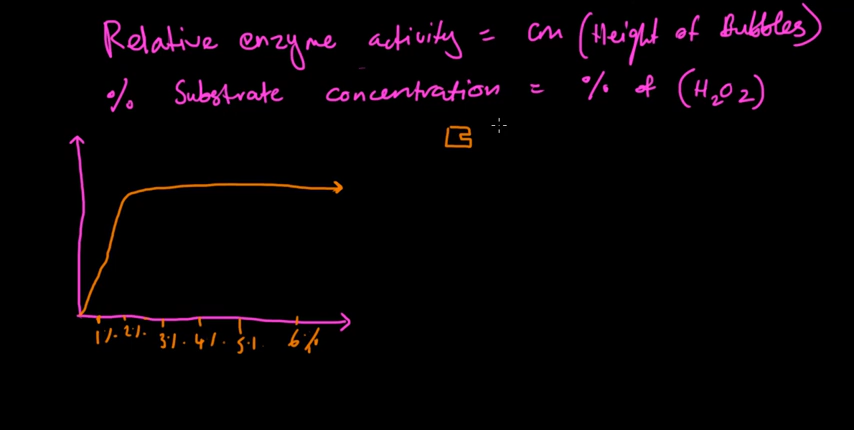 Relative enzyme activity = cm (Height of Bubbles)
% Substrate concentration = % of (H₂O₂)
1%. 2%. 3%. 4%. 5%. 6%